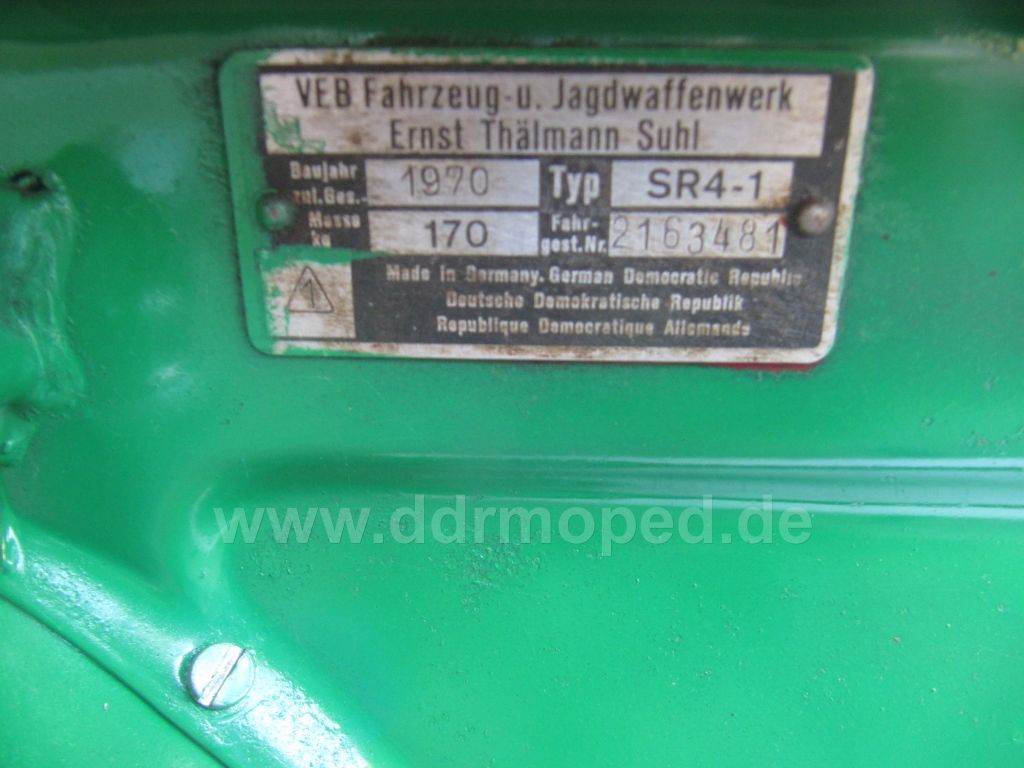 VEB Fahrzeug-u. Jagdwaffenwerk
Ernst Thälmann Suhl
Baujahr 1970 Typ SR4-1
zul.Ges.-
Masse kg 170 Fahr-gest.Nr. 2163481
1 Made in Germany. German Democratic Republic
Deutsche Demokratische Republik
Republique Democratique Allemande
www.ddrmoped.de